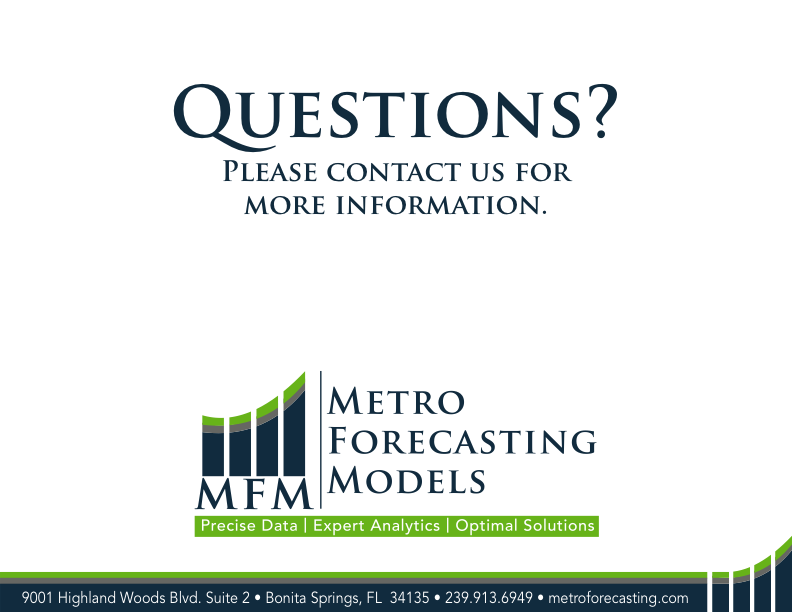 QUESTIONS?
PLEASE CONTACT US FOR
MORE INFORMATION.
METRO
FORECASTING
MODELS
MFM
Precise Data | Expert Analytics | Optimal Solutions
9001 Highland Woods Blvd. Suite 2 • Bonita Springs, FL 34135 • 239.913.6949 • metroforecasting.com